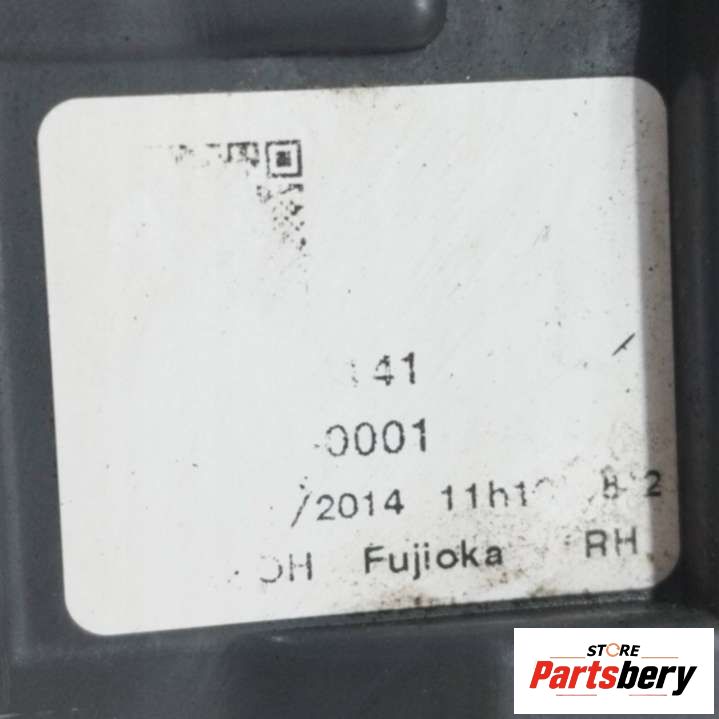 141
-0001
/2014 11h1
Fujioka RH
STORE
Partsbery